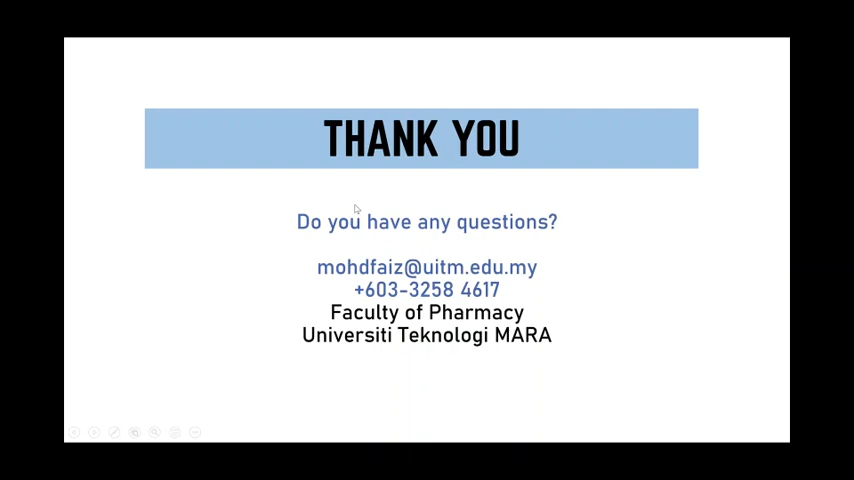 THANK YOU
Do you have any questions?
mohdfaiz@uitm.edu.my
+603-3258 4617
Faculty of Pharmacy
Universiti Teknologi MARA